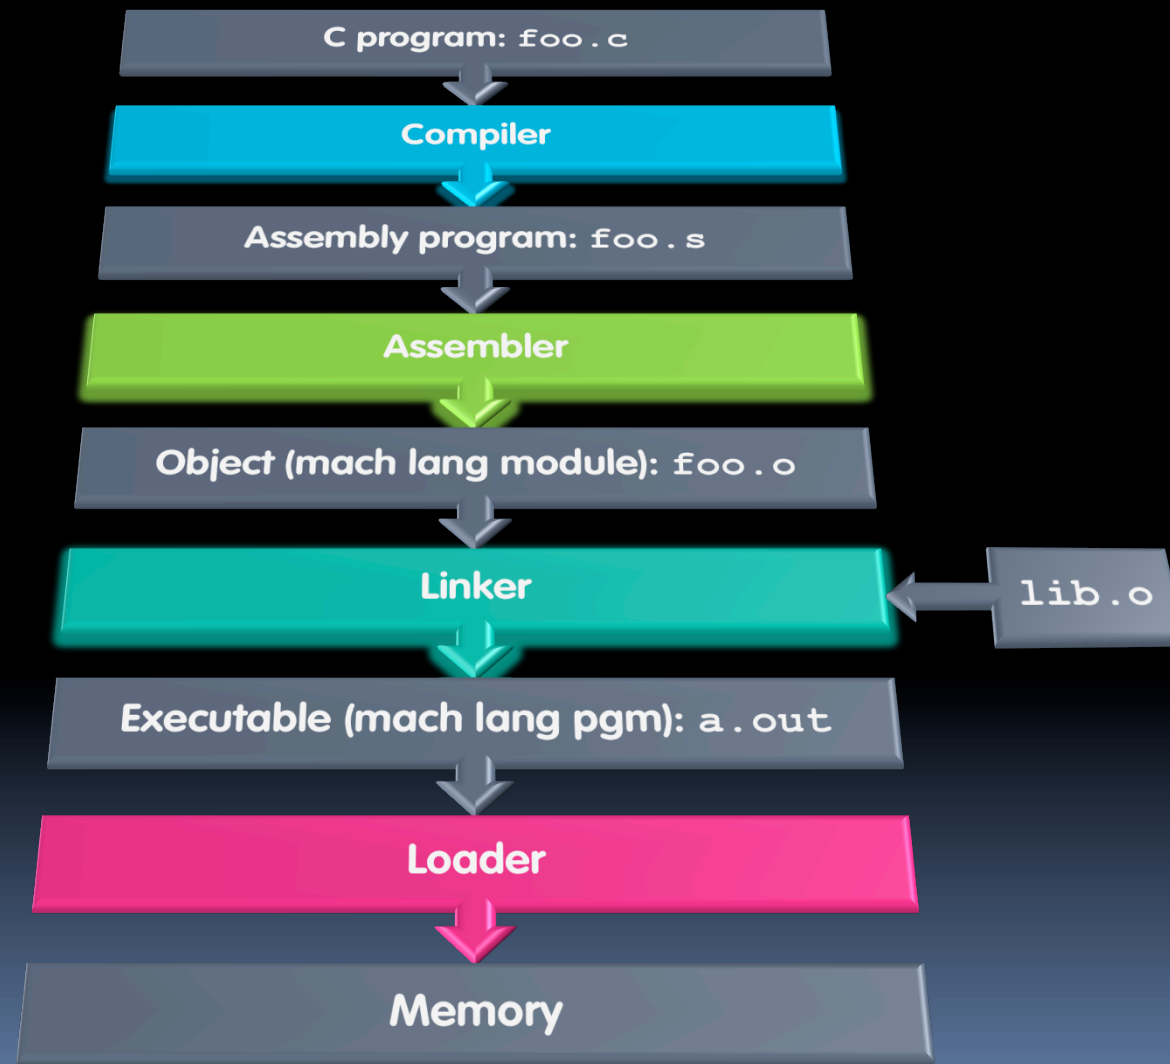 C program: foo.c
Compiler
Assembly program: foo.s
Assembler
Object (mach lang module): foo.o
Linker
lib.o
Executable (mach lang pgm): a.out
Loader
Memory